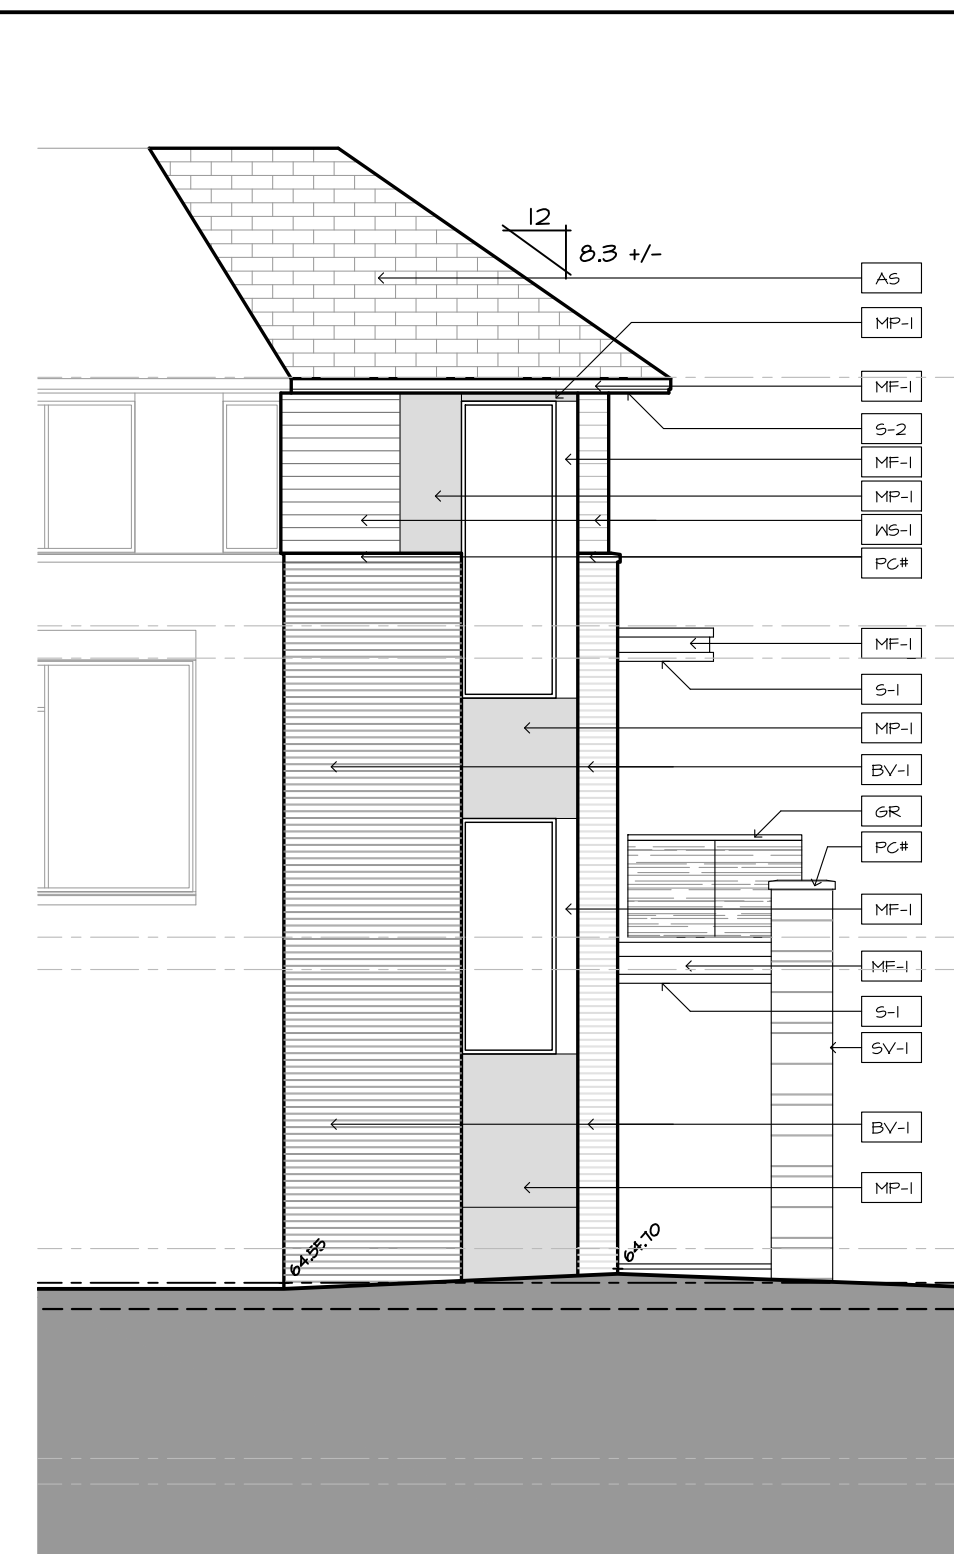 12
8.3 +/-
AS
MP-1
MF-1
S-2
MF-1
MP-1
WS-1
PC#
MF-1
S-1
MP-1
BV-1
GR
PC#
MF-1
MF-1
S-1
SV-1
BV-1
MP-1
64.55
64.70